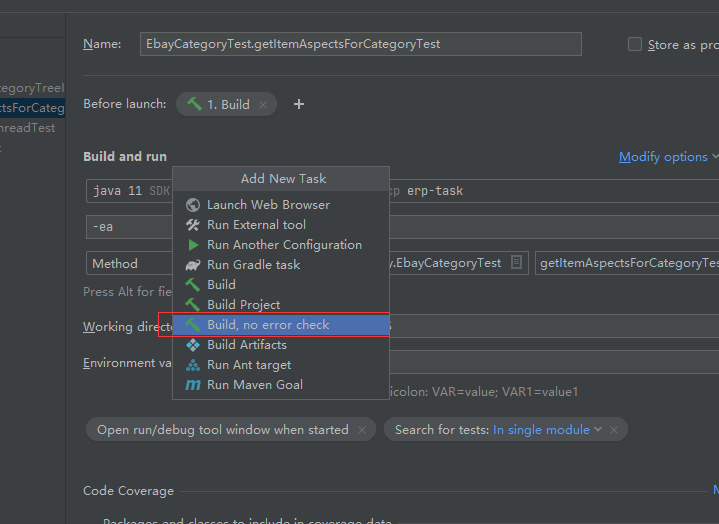 Name: EbayCategoryTest.getItemAspectsForCategoryTest Store as pro
Before launch: 1. Build
Build and run Modify options
Add New Task
java 11 SDK cp erp-task
Launch Web Browser
Run External tool
-ea
Run Another Configuration
Method Run Gradle task .EbayCategoryTest getItemAspectsForCategoryTes
Build
Press Alt for fie
Build Project
Working direct Build, no error check
Build Artifacts
Environment va Run Ant target
Run Maven Goal icolon: VAR=value; VAR1=value1
Open run/debug tool window when started Search for tests: In single module
Code Coverage
Packages and classes to include in coverage data
egoryTreeI
ctsForCateg
hreadTest